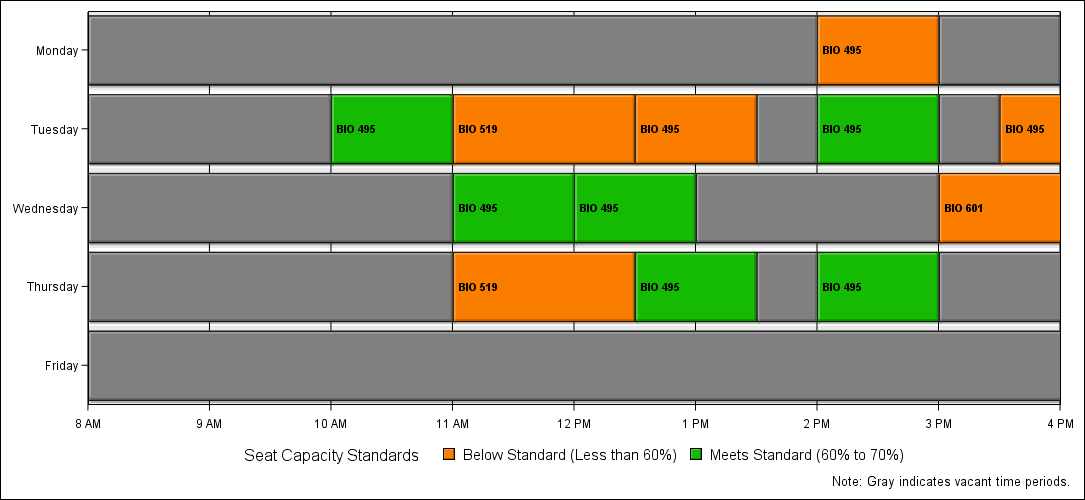 Monday
BIO 495
Tuesday
BIO 495
BIO 519
BIO 495
BIO 495
BIO 495
Wednesday
BIO 495
BIO 495
BIO 601
Thursday
BIO 519
BIO 495
BIO 495
Friday
8 AM 9 AM 10 AM 11 AM 12 PM 1 PM 2 PM 3 PM 4 PM
Seat Capacity Standards Below Standard (Less than 60%) Meets Standard (60% to 70%)
Note: Gray indicates vacant time periods.